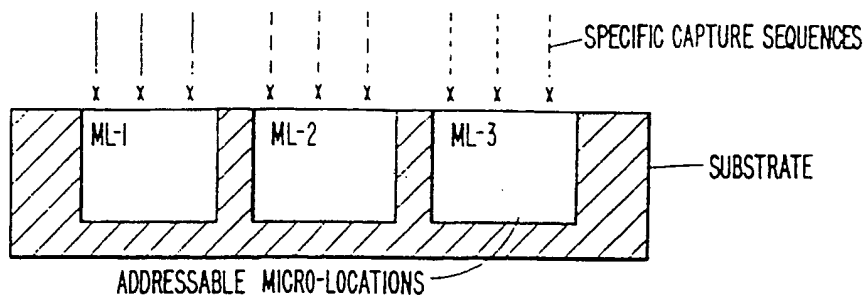 SPECIFIC CAPTURE SEQUENCES
x x x x x x x x x
ML-1 ML-2 ML-3
SUBSTRATE
ADDRESSABLE MICRO-LOCATIONS